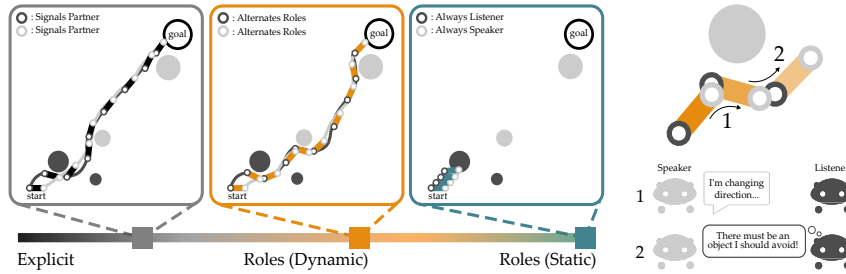 : Signals Partner
: Signals Partner
goal
start
: Alternates Roles
: Alternates Roles
goal
start
: Always Listener
: Always Speaker
goal
start
Explicit
Roles (Dynamic)
Roles (Static)
2
1
Speaker
Listene
1
I'm changing
direction...
2
There must be an
object I should avoid!